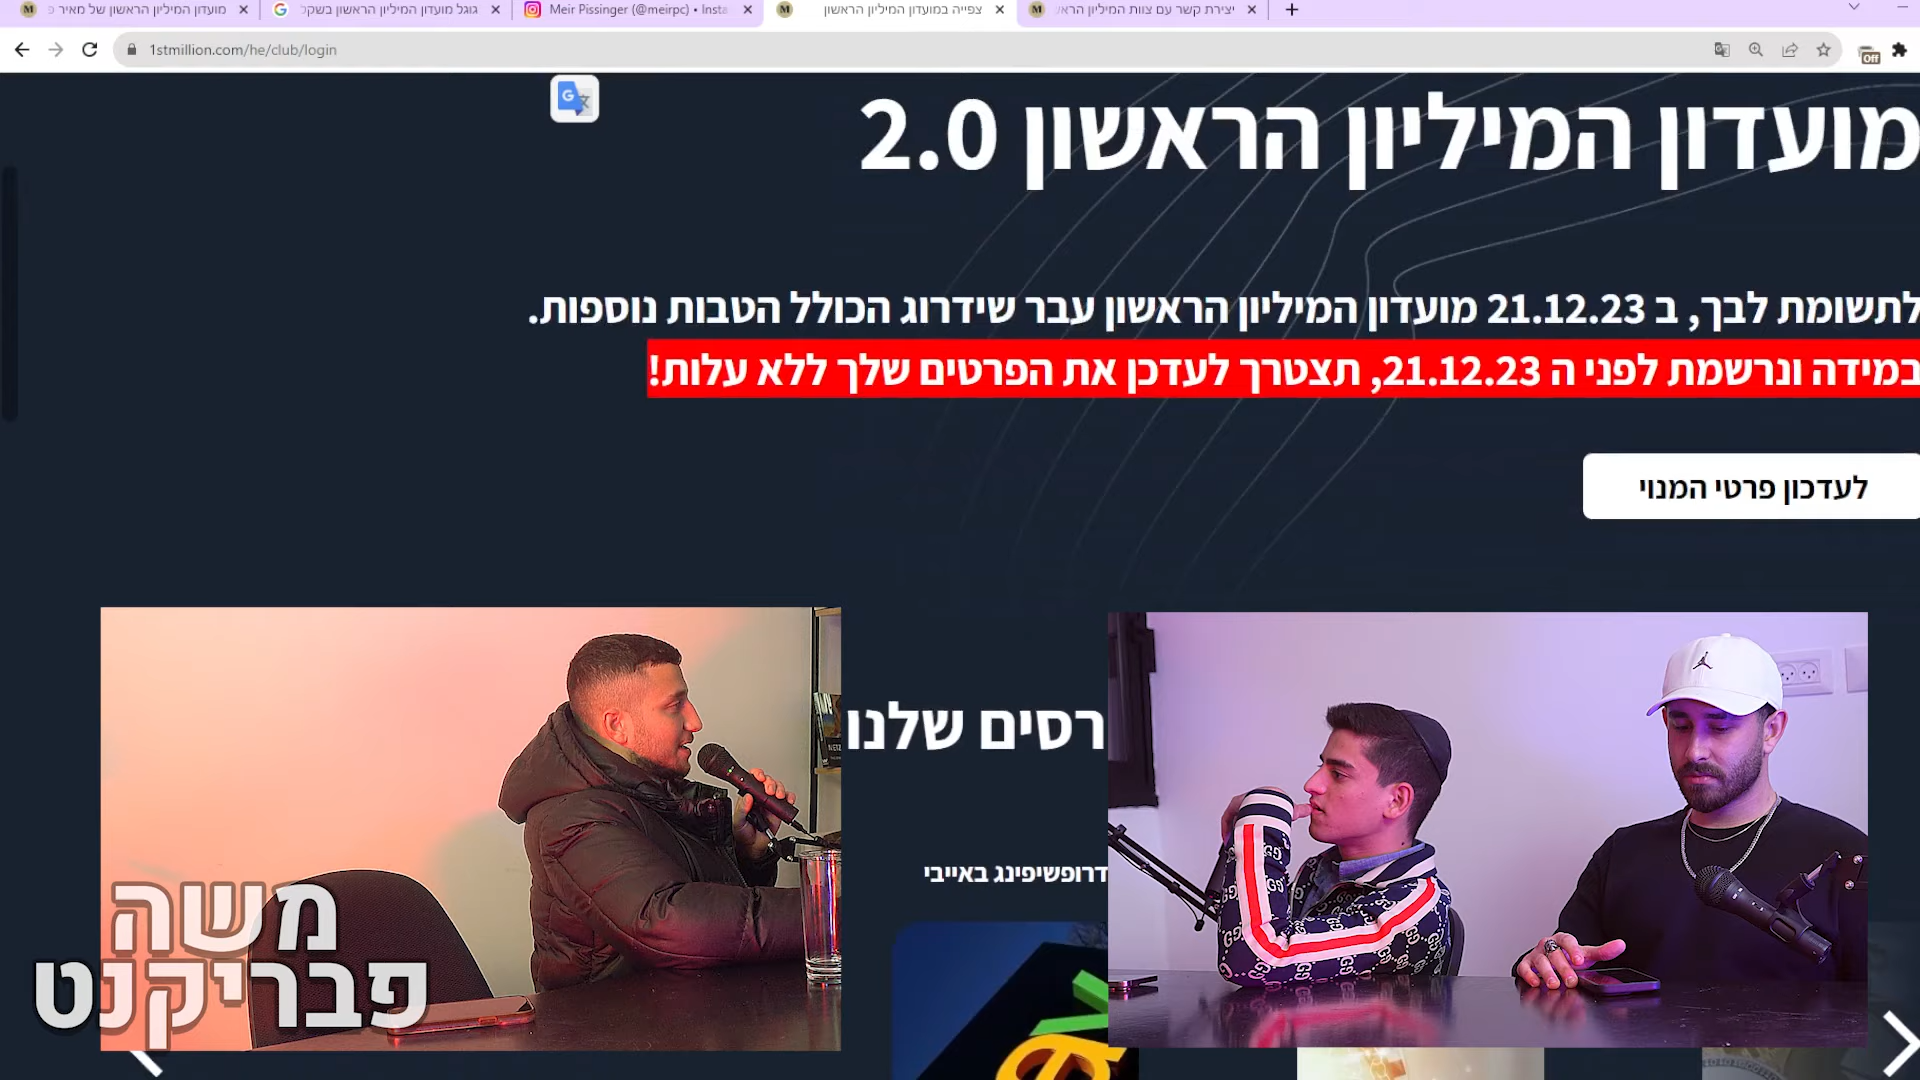 מועדון המיליון הראשון של מאיר פ
גוגל מועדון המיליון הראשון בשקל
Meir Pissinger (@meirpc) • Insta
צפייה במועדון המיליון הראשון
יצירת קשר עם צוות המיליון הראש
1stmillion.com/he/club/login
Off
מועדון המיליון הראשון 2.0
לתשומת לבך, ב 21.12.23 מועדון המיליון הראשון עבר שידרוג הכולל הטבות נוספות.
במידה ונרשמת לפני ה 21.12.23, תצטרך לעדכן את הפרטים שלך ללא עלות!
לעדכון פרטי המנוי
רסים שלנו
דרופשיפינג באייבי
משה
פבריקנט